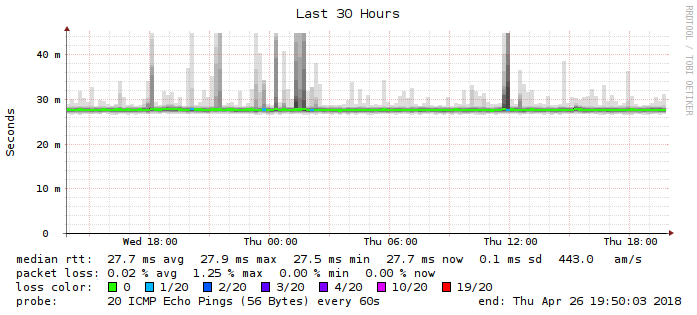 Last 30 Hours
RRDTOOL / TOBI OETIKER
Seconds
40 m
30 m
20 m
10 m
0
Wed 18:00 Thu 00:00 Thu 06:00 Thu 12:00 Thu 18:00
median rtt: 27.7 ms avg 27.9 ms max 27.5 ms min 27.7 ms now 0.1 ms sd 443.0 am/s
packet loss: 0.02 % avg 1.25 % max 0.00 % min 0.00 % now
loss color: 0 1/20 2/20 3/20 4/20 10/20 19/20
probe: 20 ICMP Echo Pings (56 Bytes) every 60s end: Thu Apr 26 19:50:03 2018